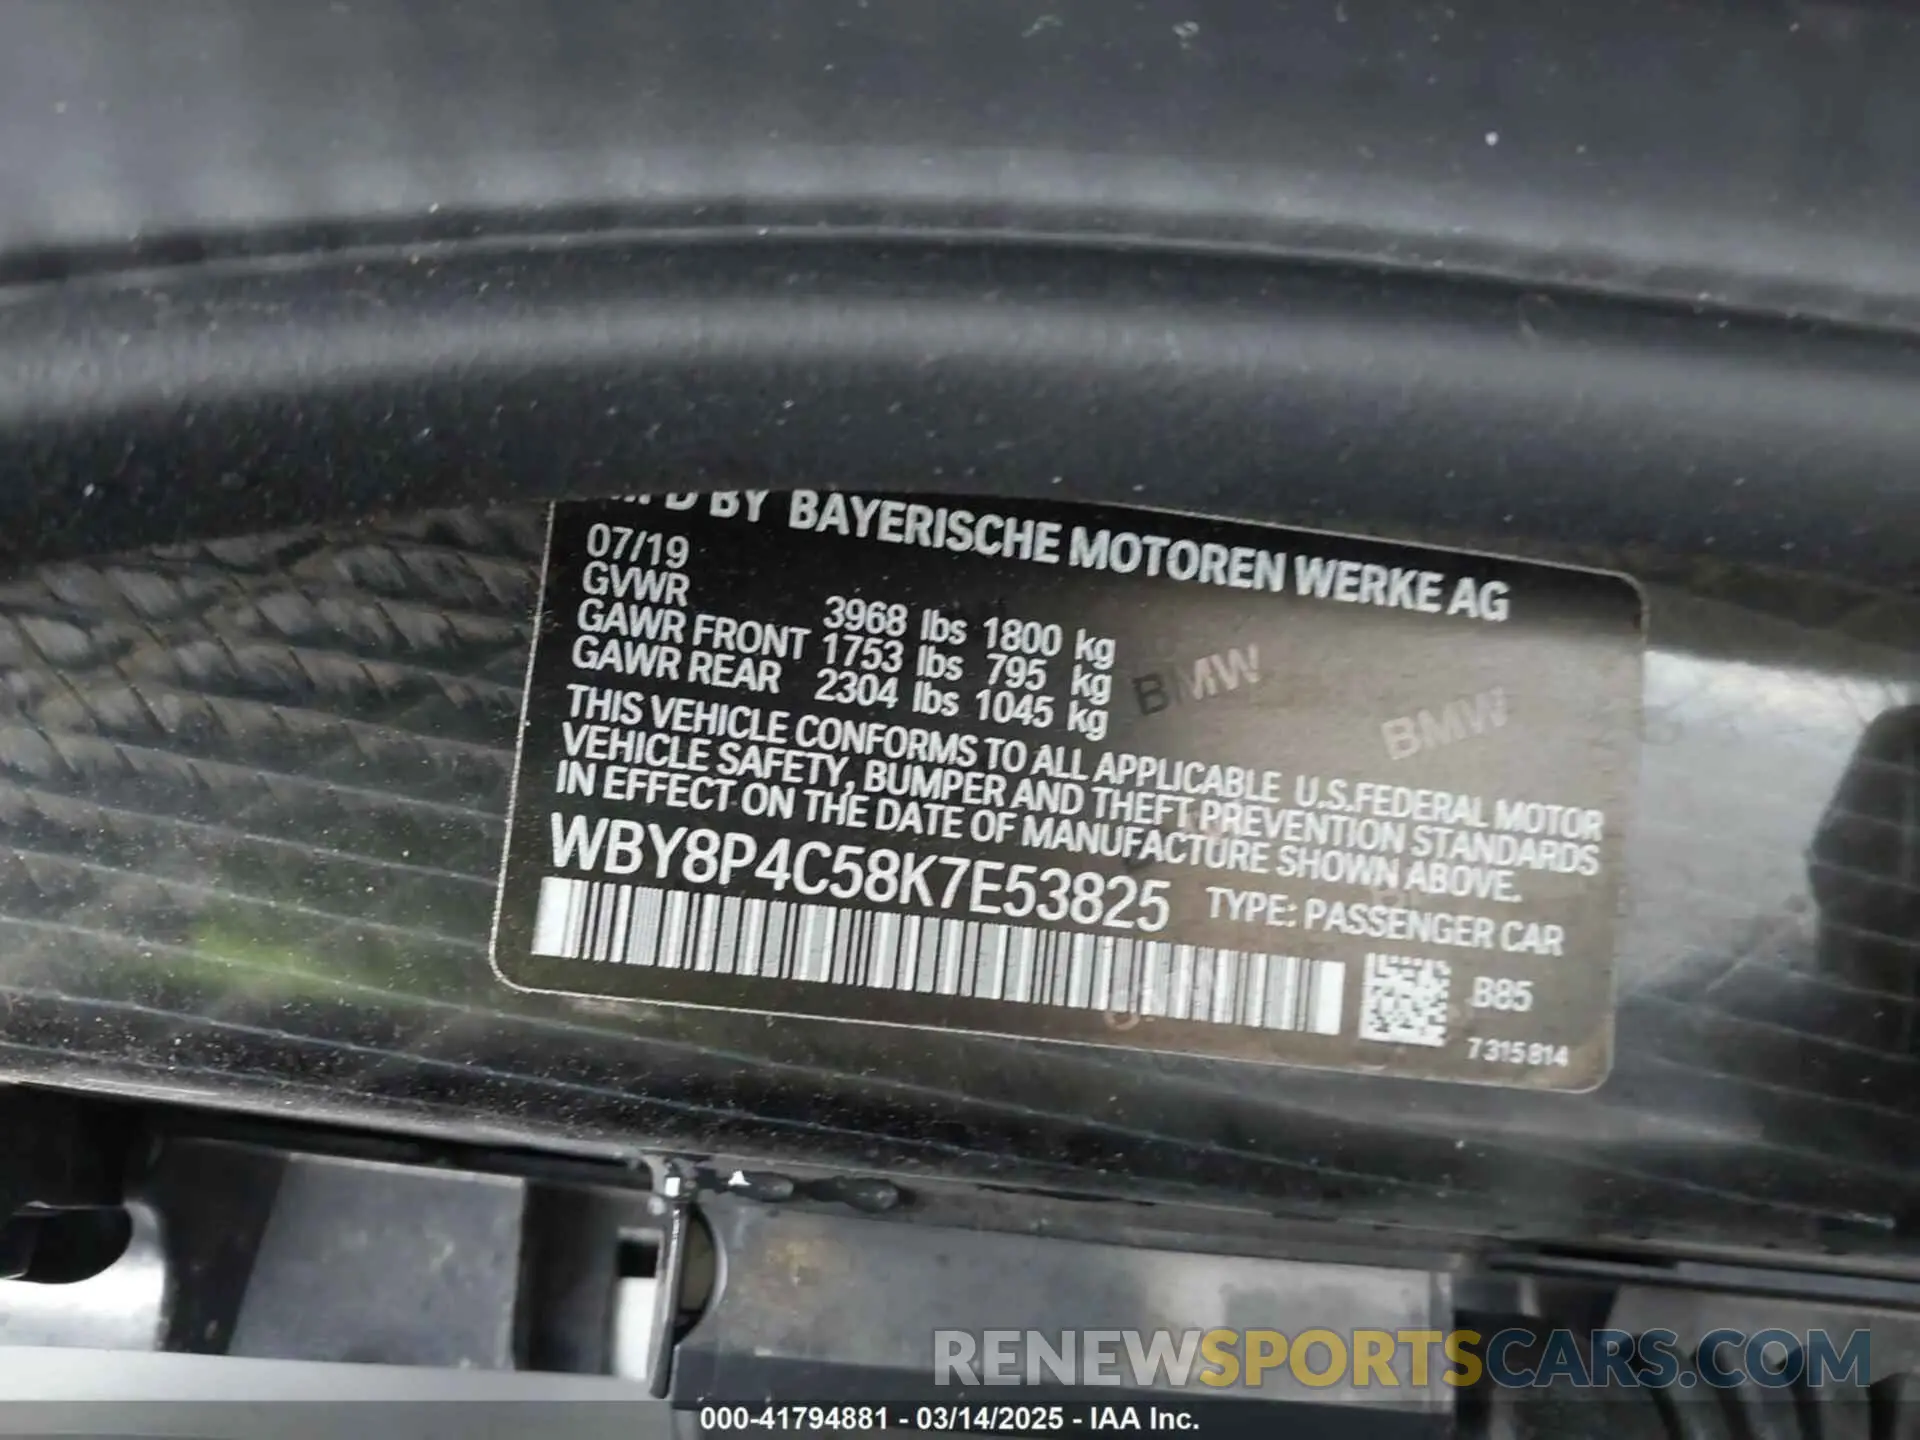 MFD BY BAYERISCHE MOTOREN WERKE AG
07/19
GVWR 3968 lbs 1800 kg
GAWR FRONT 1753 lbs 795 kg
GAWR REAR 2304 lbs 1045 kg
BMW BMW
THIS VEHICLE CONFORMS TO ALL APPLICABLE U.S.FEDERAL MOTOR
VEHICLE SAFETY, BUMPER AND THEFT PREVENTION STANDARDS
IN EFFECT ON THE DATE OF MANUFACTURE SHOWN ABOVE.
WBY8P4C58K7E53825 TYPE: PASSENGER CAR
B85
7315814
RENEWSPORTSCARS.COM
000-41794881 - 03/14/2025 - IAA Inc.